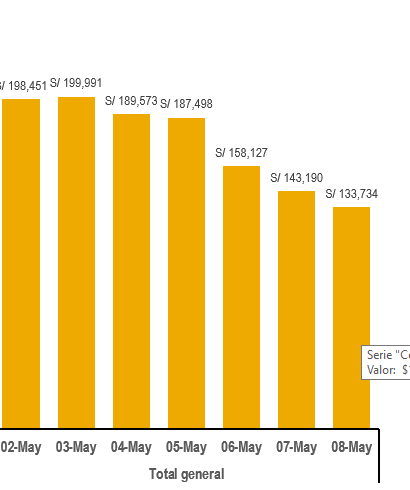 S/ 198,451 S/ 199,991
S/ 189,573 S/ 187,498
S/ 158,127
S/ 143,190
S/ 133,734
Serie "C
Valor: $
02-May 03-May 04-May 05-May 06-May 07-May 08-May
Total general